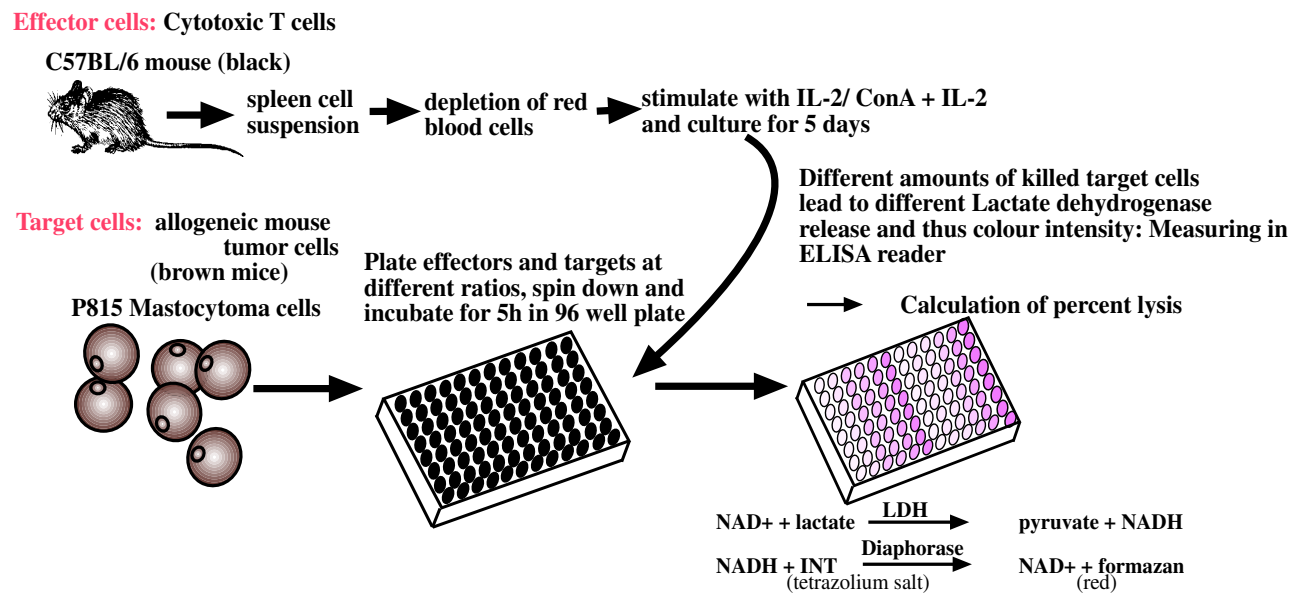 Effector cells: Cytotoxic T cells
C57BL/6 mouse (black)
spleen cell
suspension
depletion of red
blood cells
stimulate with IL-2/ ConA + IL-2
and culture for 5 days
Different amounts of killed target cells
lead to different Lactate dehydrogenase
release and thus colour intensity: Measuring in
ELISA reader
Calculation of percent lysis
Target cells: allogeneic mouse
tumor cells
(brown mice)
P815 Mastocytoma cells
Plate effectors and targets at
different ratios, spin down and
incubate for 5h in 96 well plate
NAD+ + lactate LDH pyruvate + NADH
NADH + INT Diaphorase NAD+ + formazan
(tetrazolium salt) (red)